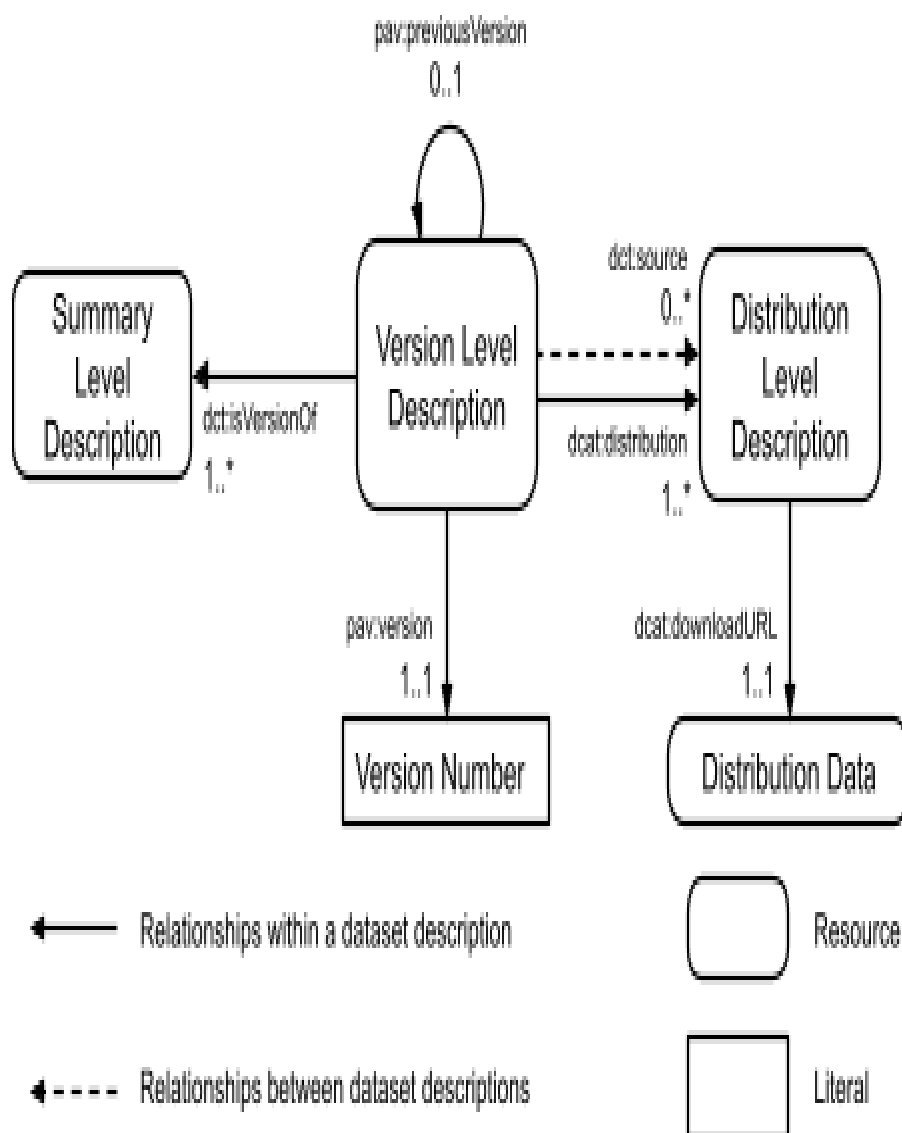 pav:previousVersion
0..1
Summary
Level
Description
Version Level
Description
dct:source
0..*
Distribution
Level
Description
dct:isVersionOf
1..*
dcat:distribution
1..*
pav:version
1..1
dcat:downloadURL
1..1
Version Number
Distribution Data
Relationships within a dataset description
Resource
Relationships between dataset descriptions
Literal